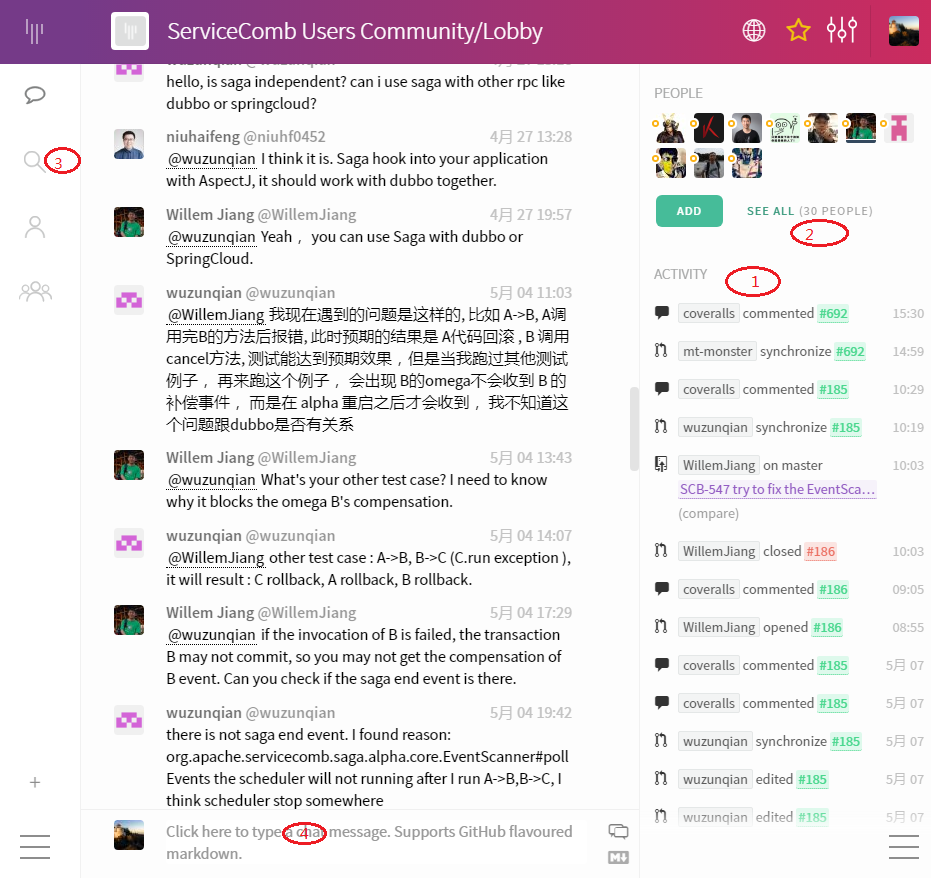 ServiceComb Users Community/Lobby
hello, is saga independent? can i use saga with other rpc like
dubbo or springcloud?
niuhaifeng @niuhf0452 4月 27 13:28
@wuzunqian I think it is. Saga hook into your application
with AspectJ, it should work with dubbo together.
Willem Jiang @WillemJiang 4月 27 19:57
@wuzunqian Yeah ，you can use Saga with dubbo or
SpringCloud.
wuzunqian @wuzunqian 5月 04 11:03
@WillemJiang 我现在遇到的问题是这样的, 比如 A->B, A调
用完B的方法后报错, 此时预期的结果是 A代码回滚 , B 调用
cancel方法, 测试能达到预期效果，但是当我跑过其他测试
例子 ，再来跑这个例子 ，会出现 B的omega不会收到 B 的
补偿事件 ，而是在 alpha 重启之后才会收到 ，我不知道这
个问题跟dubbo是否有关系
Willem Jiang @WillemJiang 5月 04 13:43
@wuzunqian What's your other test case? I need to know
why it blocks the omega B's compensation.
wuzunqian @wuzunqian 5月 04 14:07
@WillemJiang other test case : A->B, B->C (C.run exception ),
it will result : C rollback, A rollback, B rollback.
Willem Jiang @WillemJiang 5月 04 17:29
@wuzunqian if the invocation of B is failed, the transaction
B may not commit, so you may not get the compensation of
B event. Can you check if the saga end event is there.
wuzunqian @wuzunqian 5月 04 19:42
there is not saga end event. I found reason:
org.apache.servicecomb.saga.alpha.core.EventScanner#poll
Events the scheduler will not running after I run A->B,B->C, I
think scheduler stop somewhere
Click here to type a chat message. Supports GitHub flavoured
markdown.
3
4
PEOPLE
ADD SEE ALL (30 PEOPLE)
2
ACTIVITY
1
coveralls commented #692 15:30
mt-monster synchronize #692 14:59
coveralls commented #185 10:29
wuzunqian synchronize #185 10:19
WillemJiang on master 10:03
SCB-547 try to fix the EventSca...
(compare)
WillemJiang closed #186 10:03
coveralls commented #186 09:05
WillemJiang opened #186 08:55
coveralls commented #185 5月 07
coveralls commented #185 5月 07
wuzunqian synchronize #185 5月 07
wuzunqian edited #185 5月 07
wuzunqian edited #185 5月 07